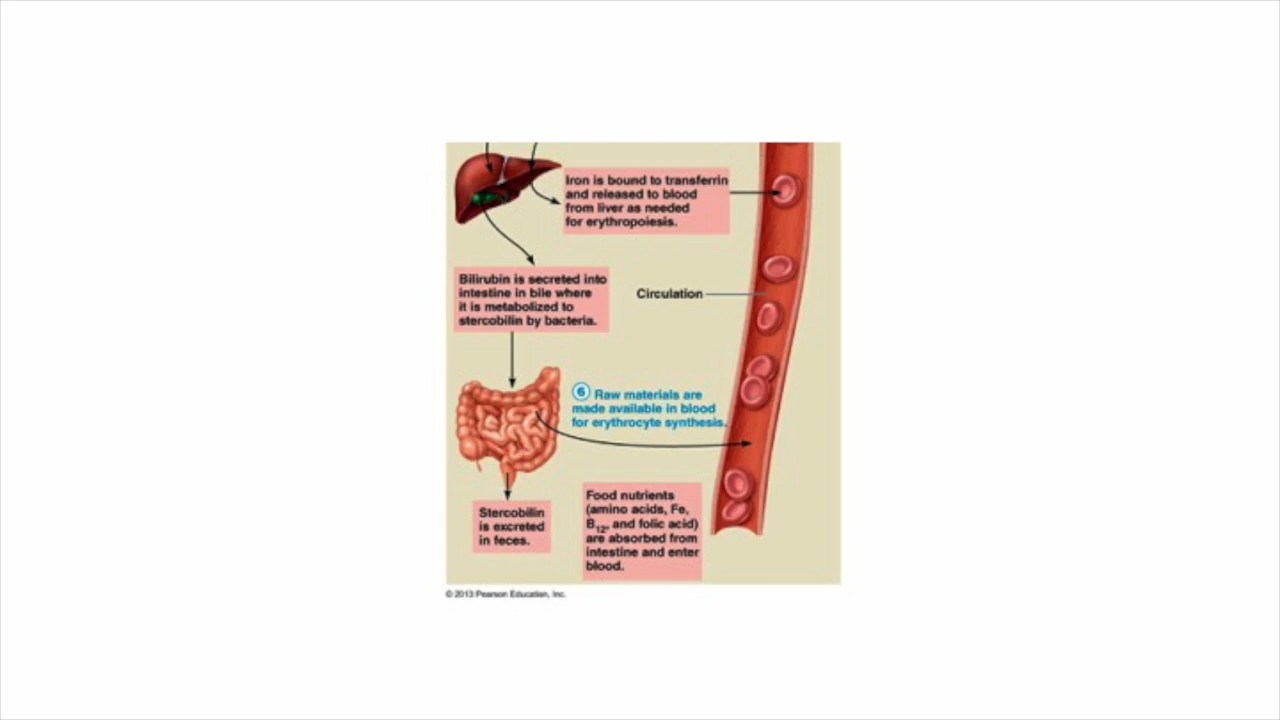 Iron is bound to transferrin
and released to blood
from liver as needed
for erythropoiesis.
Bilirubin is secreted into
intestine in bile where
it is metabolized to
stercobilin by bacteria.
Circulation
6 Raw materials are
made available in blood
for erythrocyte synthesis.
Stercobilin
is excreted
in feces.
Food nutrients
(amino acids, Fe,
B12, and folic acid)
are absorbed from
intestine and enter
blood.
© 2013 Pearson Education, Inc.